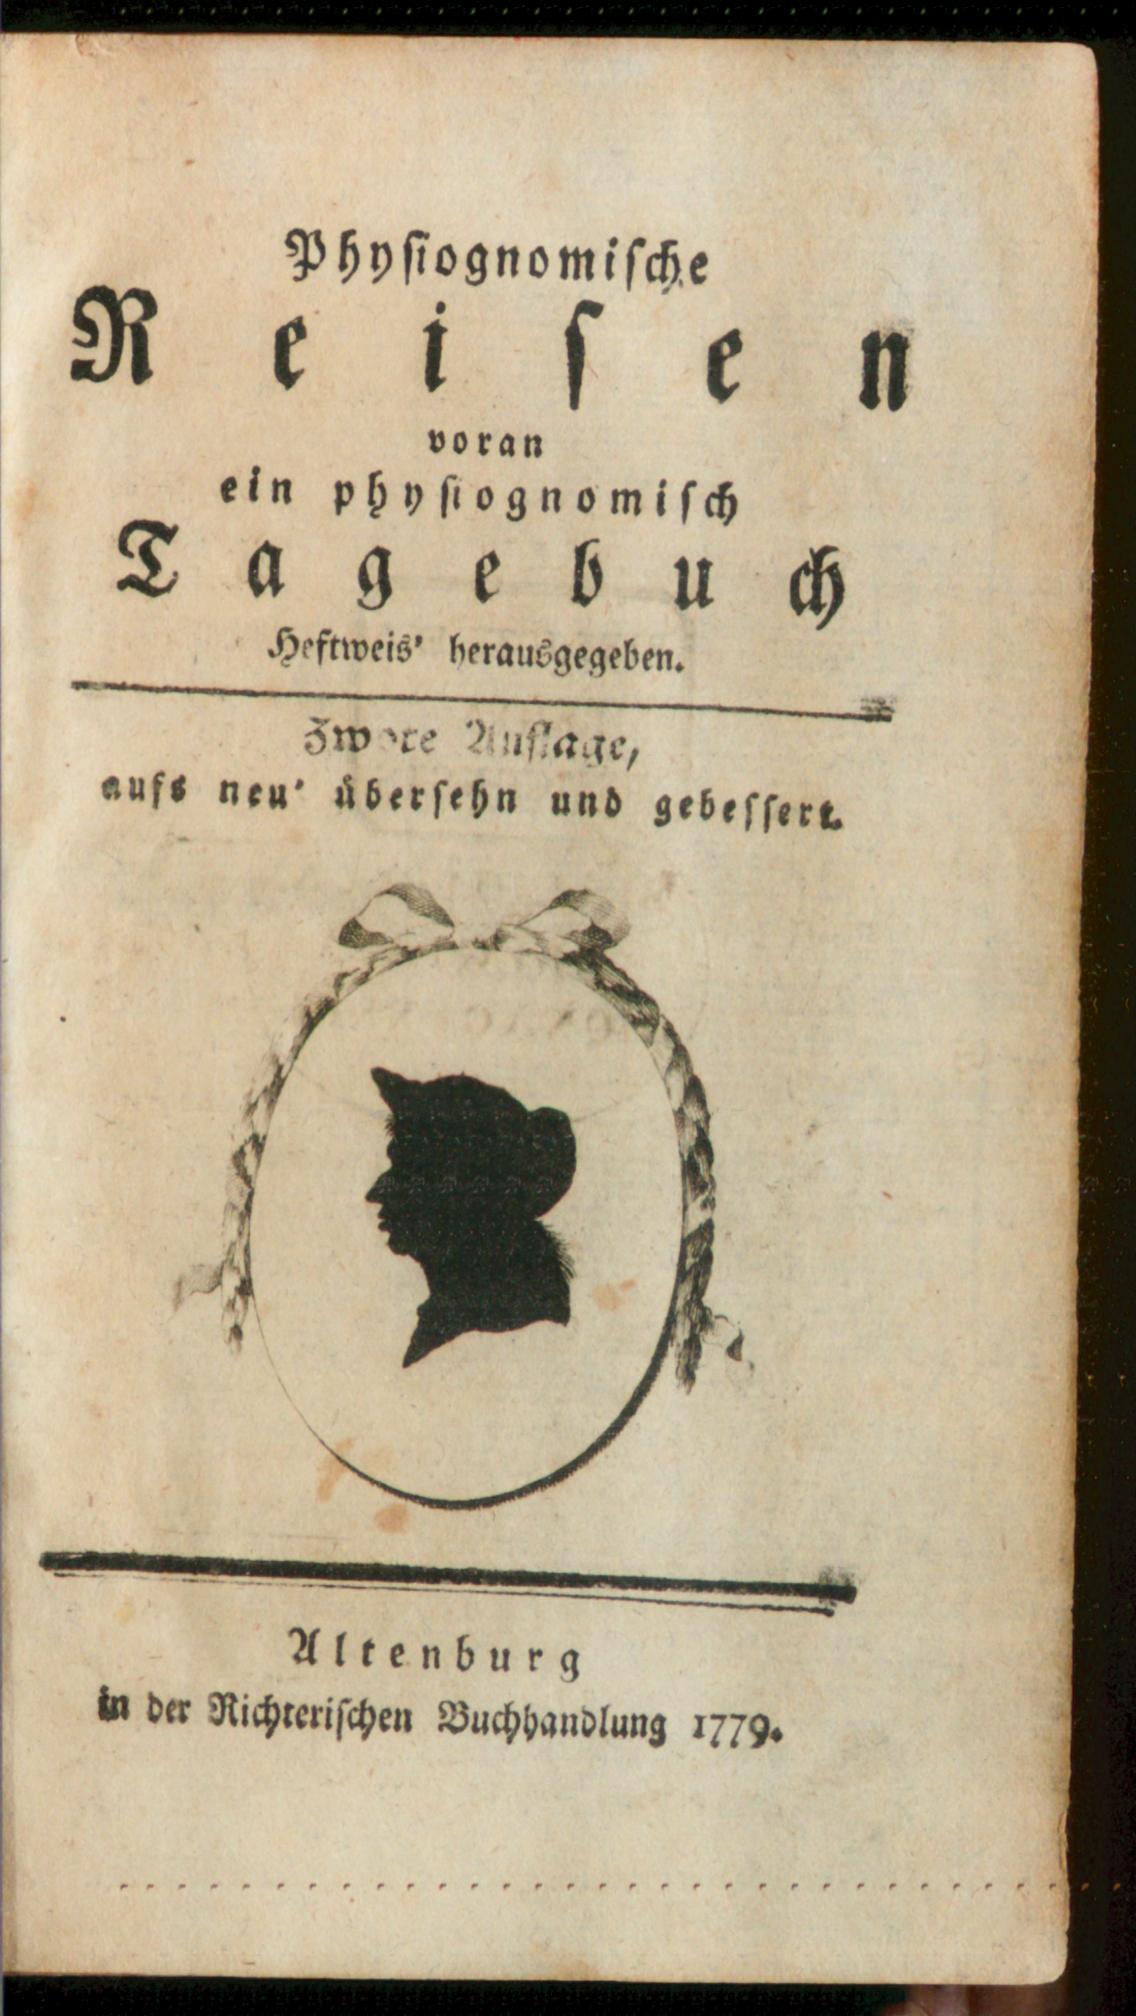 Physiognomische
Reisen
voran
ein physiognomisch
Tagebuch
Heftweis' herausgegeben.
Zwote Auflage,
aufs neu' übersehn und gebessert.
Altenburg
in der Richterischen Buchhandlung 1779.